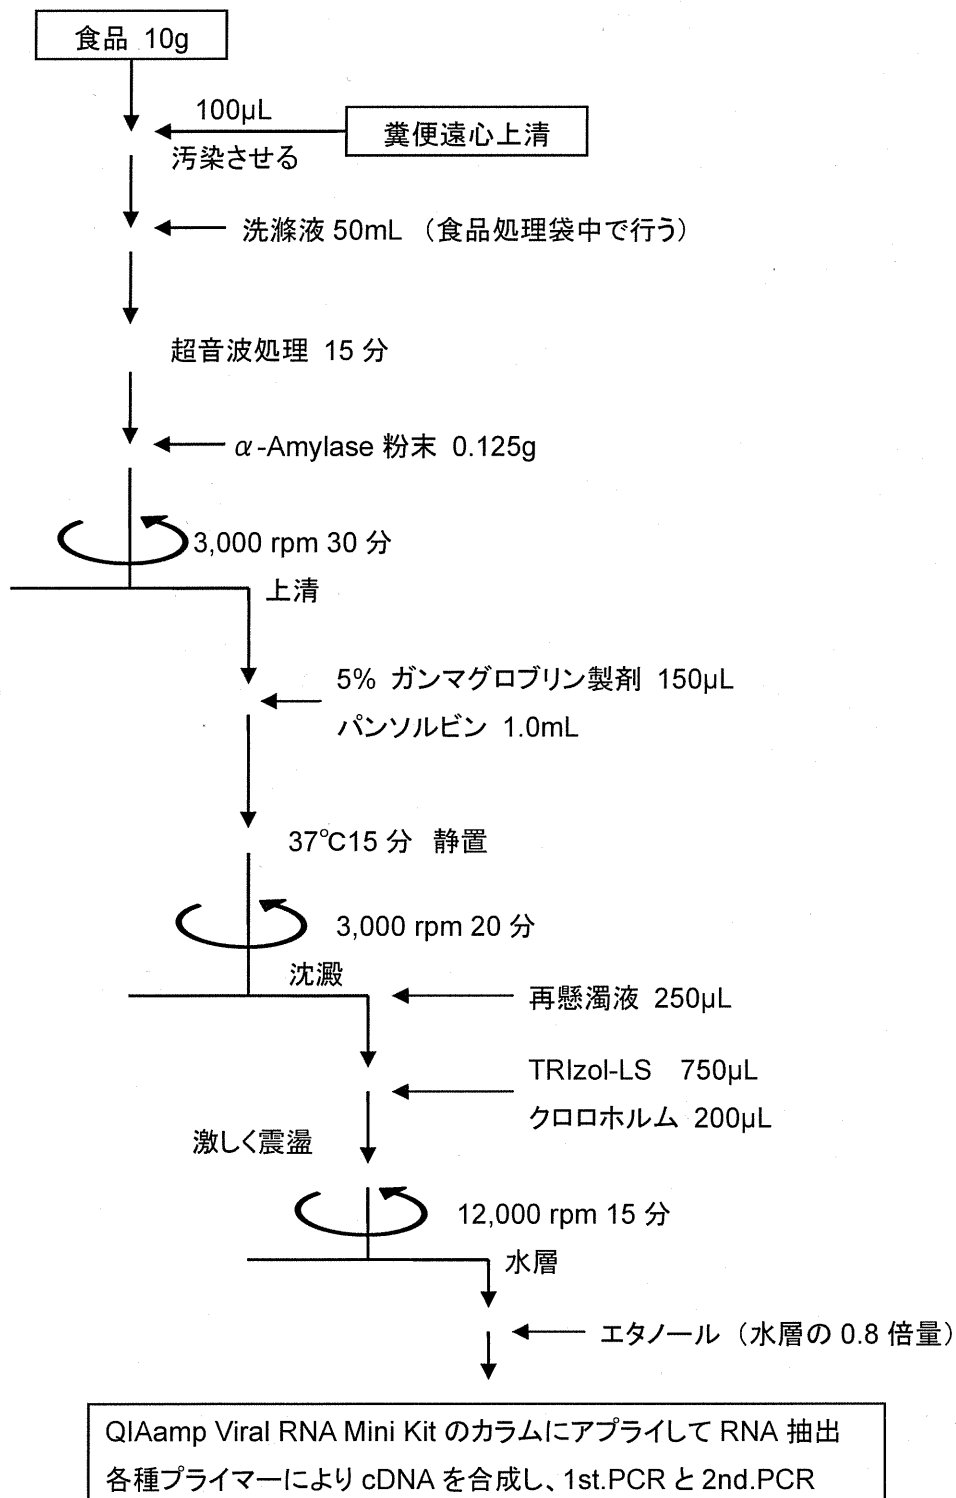 食品 10g
100μL
糞便遠心上清
汚染させる
洗滌液 50mL （食品処理袋中で行う）
超音波処理 15 分
α-Amylase 粉末 0.125g
3,000 rpm 30 分
上清
5% ガンマグロブリン製剤 150μL
パンソルビン 1.0mL
37℃15 分 静置
3,000 rpm 20 分
沈澱
再懸濁液 250μL
TRIzol-LS 750μL
クロロホルム 200μL
激しく震盪
12,000 rpm 15 分
水層
エタノール （水層の 0.8 倍量）
QIAamp Viral RNA Mini Kit のカラムにアプライして RNA 抽出
各種プライマーにより cDNA を合成し、1st.PCR と 2nd.PCR